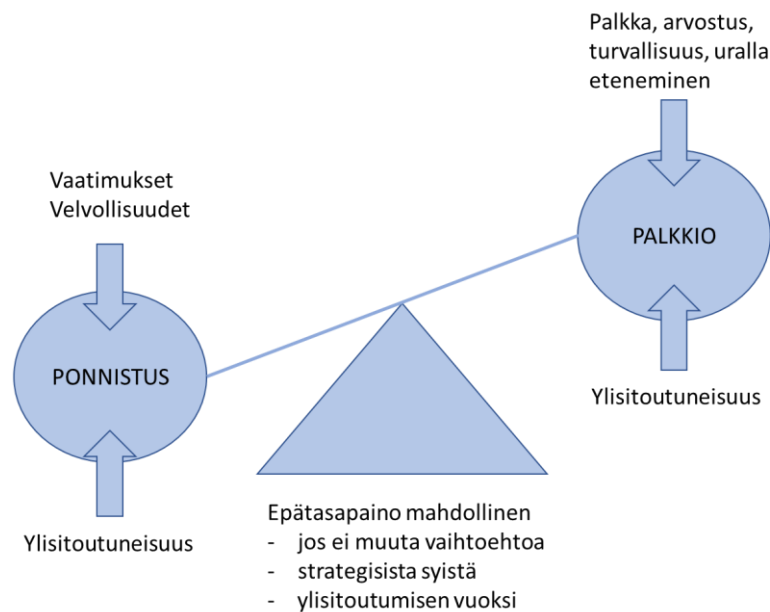 Palkka, arvostus,
turvallisuus, uralla
eteneminen
Vaatimukset
Velvollisuudet
PALKKIO
PONNISTUS
Ylisitoutuneisuus
Ylisitoutuneisuus
Epätasapaino mahdollinen
- jos ei muuta vaihtoehtoa
- strategisista syistä
- ylisitoutumisen vuoksi